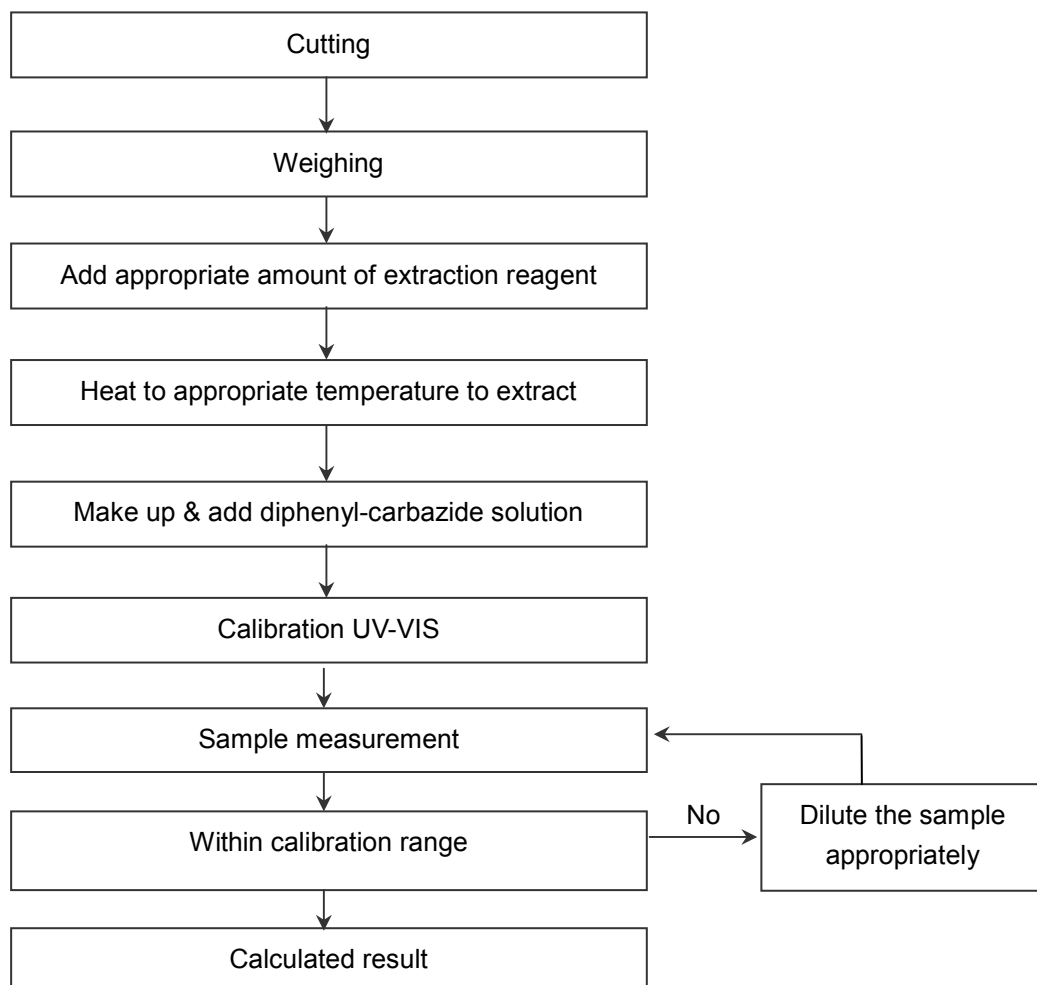 Cutting
Weighing
Add appropriate amount of extraction reagent
Heat to appropriate temperature to extract
Make up & add diphenyl-carbazide solution
Calibration UV-VIS
Sample measurement
Within calibration range
No
Dilute the sample
appropriately
Calculated result